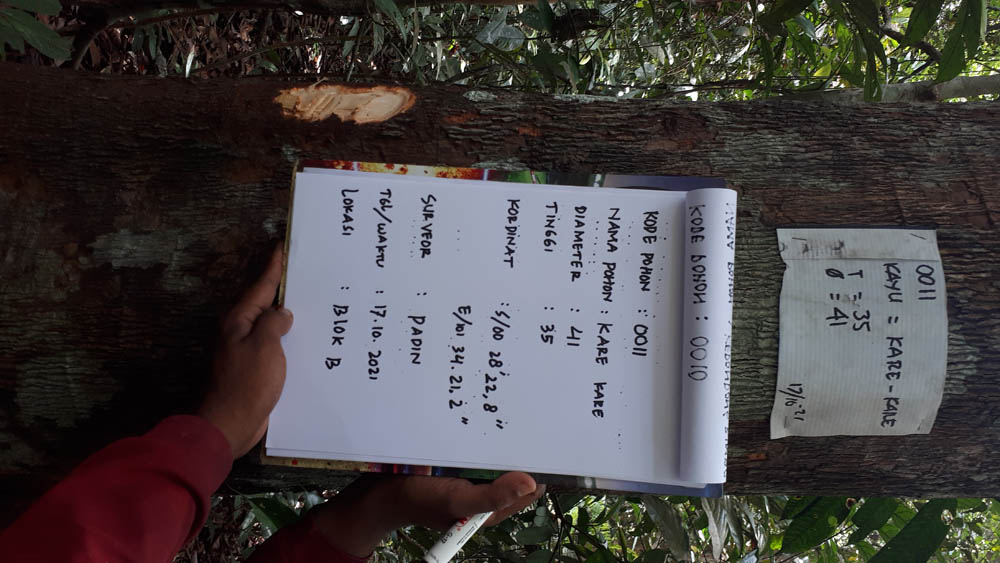 0011
KAYU = KARE - KARE
T = 35
Ø = 41
17/10-21
KODE POHON : 0010
KODE POHON : 0011
NAMA POHON : KARE KARE
DIAMETER : 41
TINGGI : 35
KORDINAT : S/00 28' 22,8"
E/101 34. 21, 2"
SURVEOR : DADIN
TGL/WAKTU : 17.10.2021
LOKASI : BLOK B